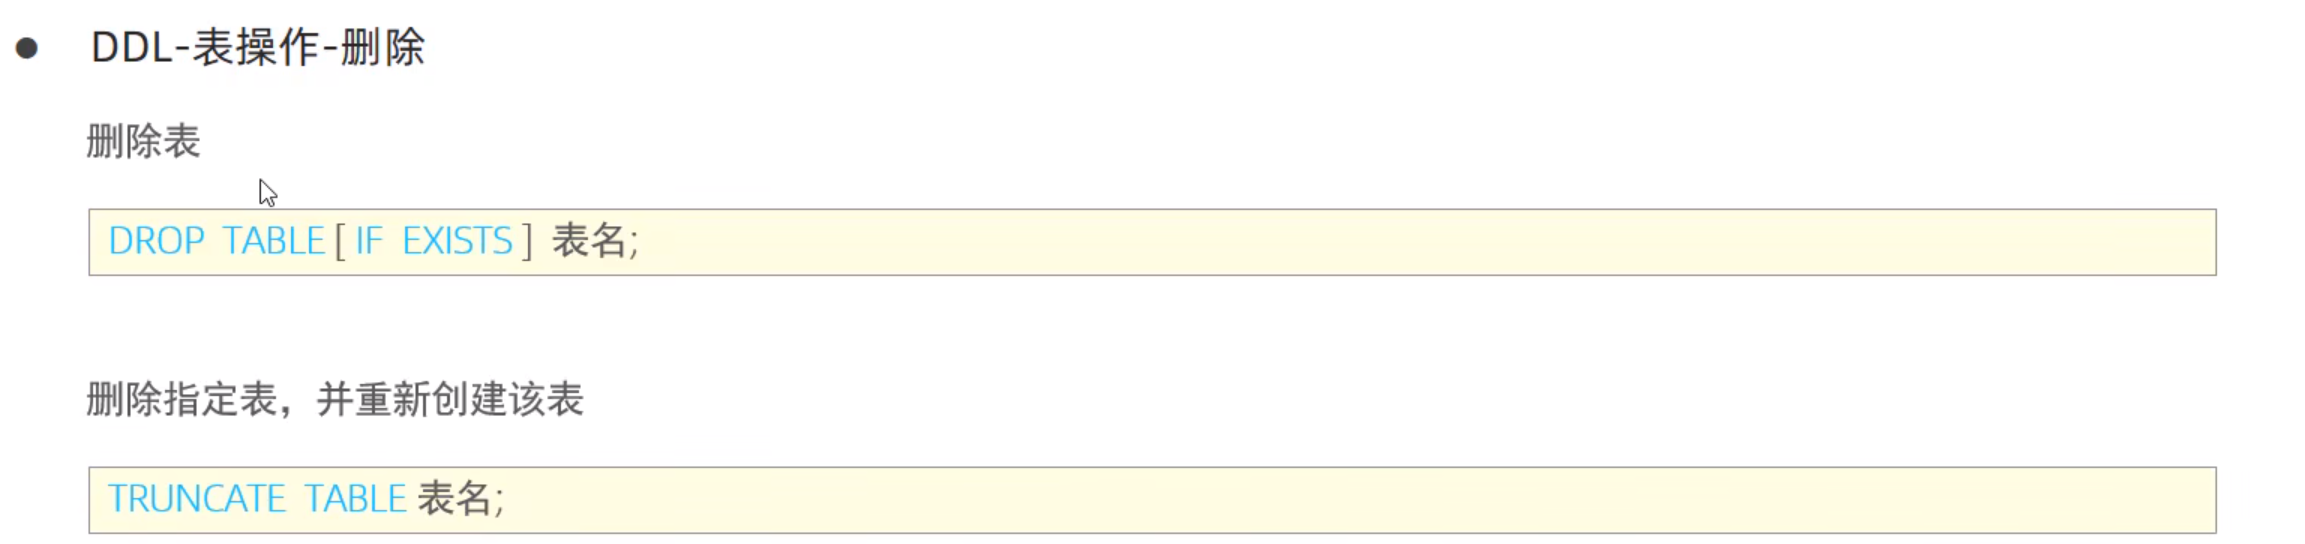 ● DDL-表操作-删除
删除表
DROP TABLE [ IF EXISTS ] 表名;
删除指定表，并重新创建该表
TRUNCATE TABLE 表名;